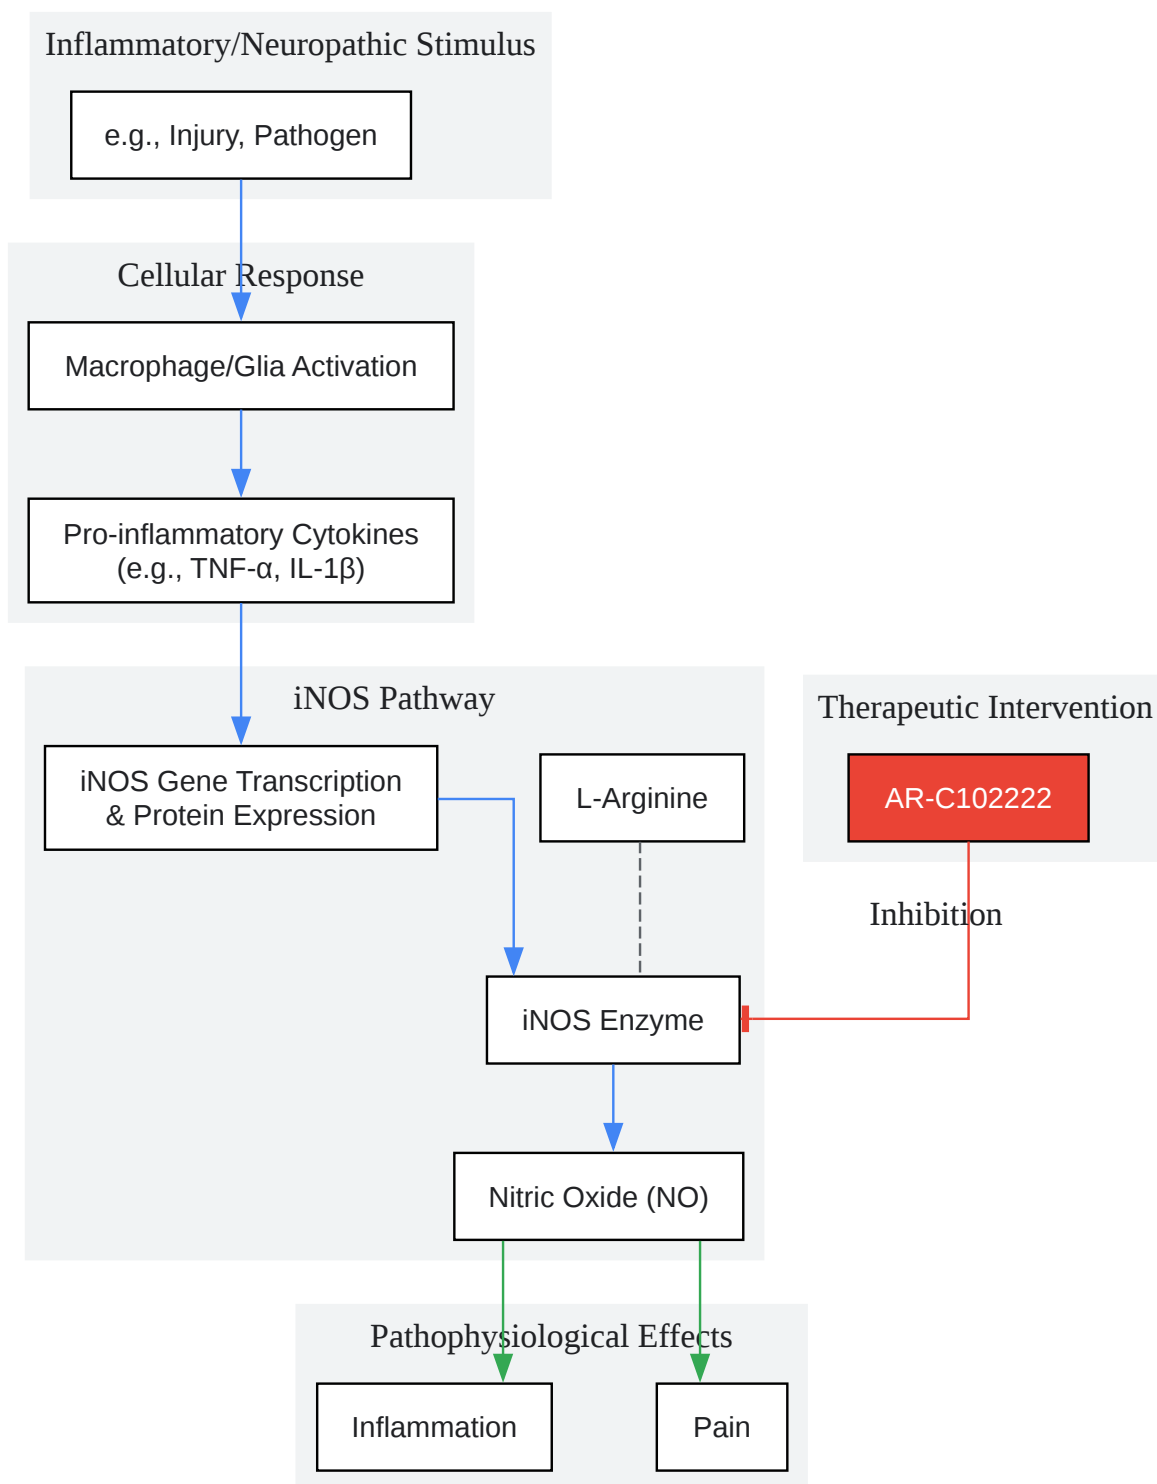 Inflammatory/Neuropathic Stimulus
e.g., Injury, Pathogen
Cellular Response
Macrophage/Glia Activation
Pro-inflammatory Cytokines
(e.g., TNF-α, IL-1β)
iNOS Pathway
iNOS Gene Transcription
& Protein Expression
L-Arginine
Therapeutic Intervention
AR-C102222
Inhibition
iNOS Enzyme
Nitric Oxide (NO)
Pathophysiological Effects
Inflammation
Pain